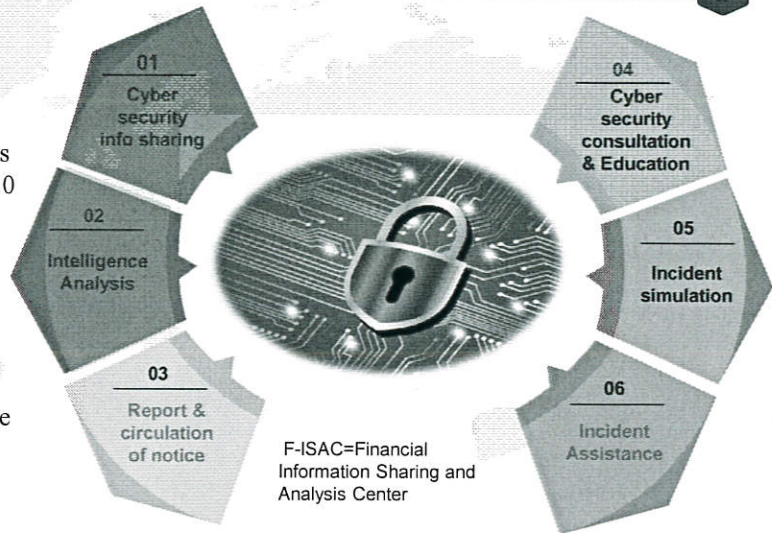 01
Cyber
security
info sharing
02
Intelligence
Analysis
03
Report &
circulation
of notice
04
Cyber
security
consultation
& Education
05
Incident
simulation
06
Incident
Assistance
F-ISAC=Financial
Information Sharing and
Analysis Center
s
0
e